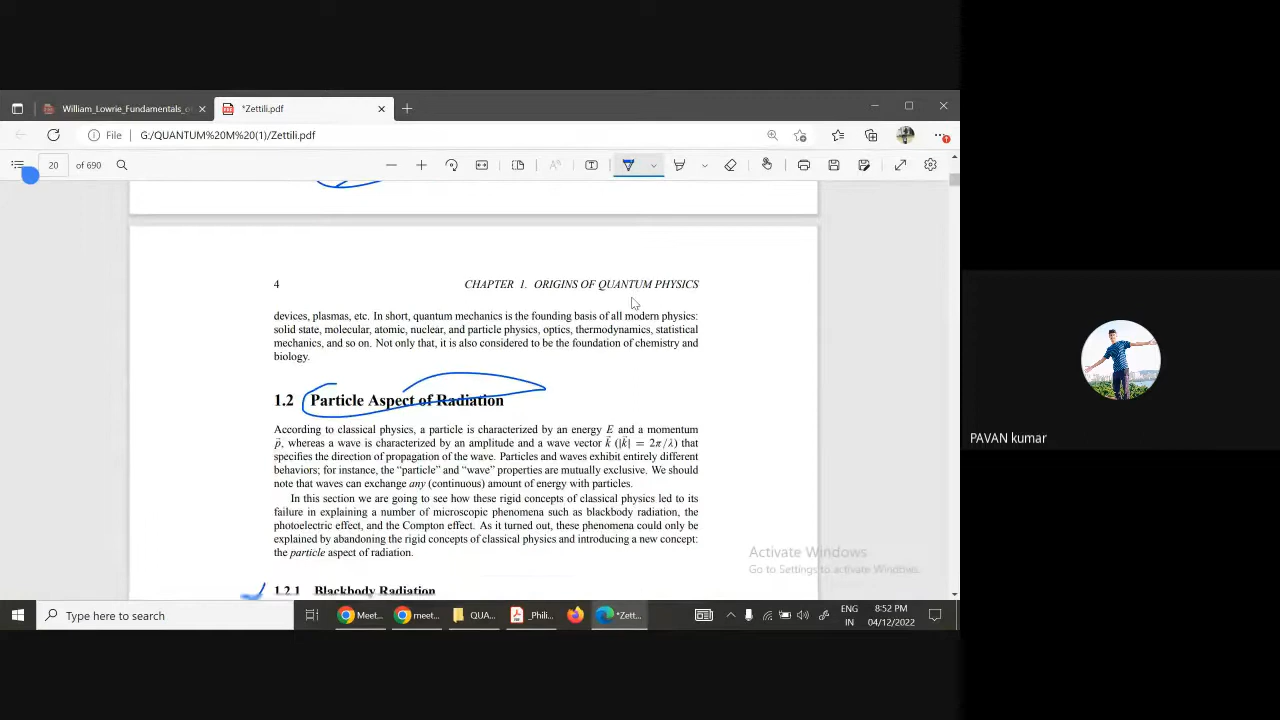 William_Lowrie_Fundamentals_o
*Zettili.pdf
File G:/QUANTUM%20M%20(1)/Zettili.pdf
20 of 690
4 CHAPTER 1. ORIGINS OF QUANTUM PHYSICS
devices, plasmas, etc. In short, quantum mechanics is the founding basis of all modern physics:
solid state, molecular, atomic, nuclear, and particle physics, optics, thermodynamics, statistical
mechanics, and so on. Not only that, it is also considered to be the foundation of chemistry and
biology.
1.2 Particle Aspect of Radiation
According to classical physics, a particle is characterized by an energy E and a momentum
p⃗, whereas a wave is characterized by an amplitude and a wave vector k⃗ (|k⃗| = 2π/λ) that
specifies the direction of propagation of the wave. Particles and waves exhibit entirely different
behaviors; for instance, the “particle” and “wave” properties are mutually exclusive. We should
note that waves can exchange any (continuous) amount of energy with particles.
In this section we are going to see how these rigid concepts of classical physics led to its
failure in explaining a number of microscopic phenomena such as blackbody radiation, the
photoelectric effect, and the Compton effect. As it turned out, these phenomena could only be
explained by abandoning the rigid concepts of classical physics and introducing a new concept:
the particle aspect of radiation.
1.2.1 Blackbody Radiation
Activate Windows
Go to Settings to activate Windows.
PAVAN kumar
Type here to search
Meet...
meet...
QUA...
_Phili...
*Zett...
ENG
IN
8:52 PM
04/12/2022